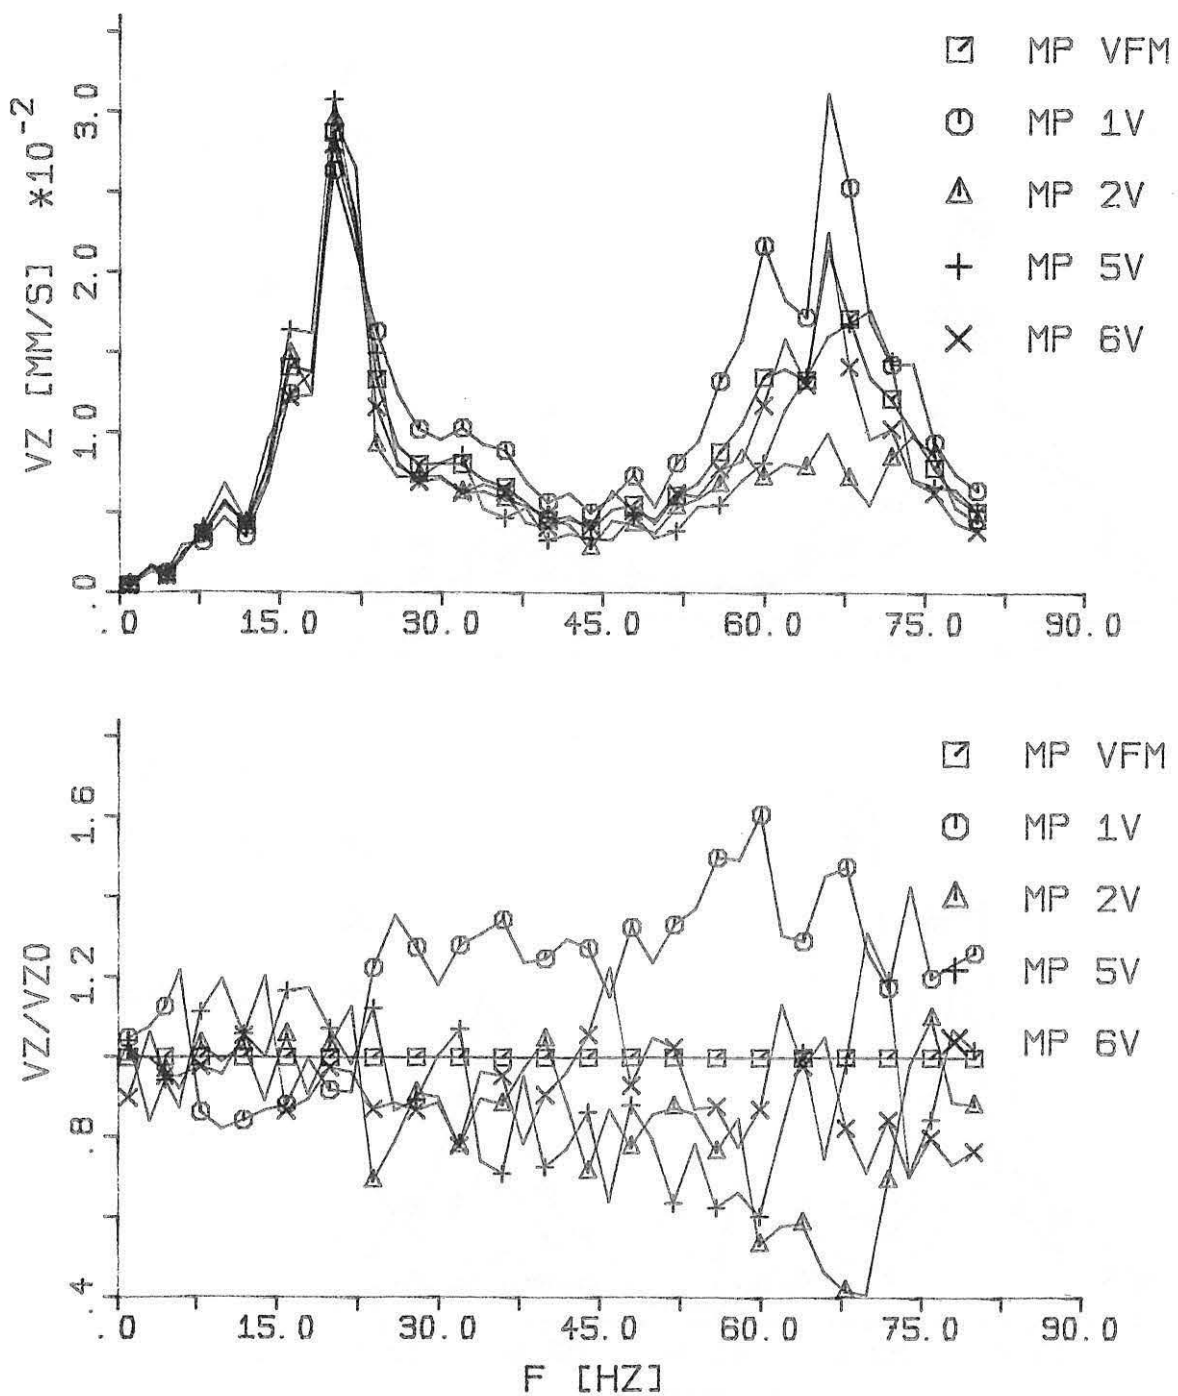 VZ [MM/S] *10-2
3.0
2.0
1.0
.0
.0 15.0 30.0 45.0 60.0 75.0 90.0
MP VFM
MP 1V
MP 2V
MP 5V
MP 6V
VZ/VZ0
1.6
1.2
.8
.4
.0 15.0 30.0 45.0 60.0 75.0 90.0
MP VFM
MP 1V
MP 2V
MP 5V
MP 6V
F [HZ]